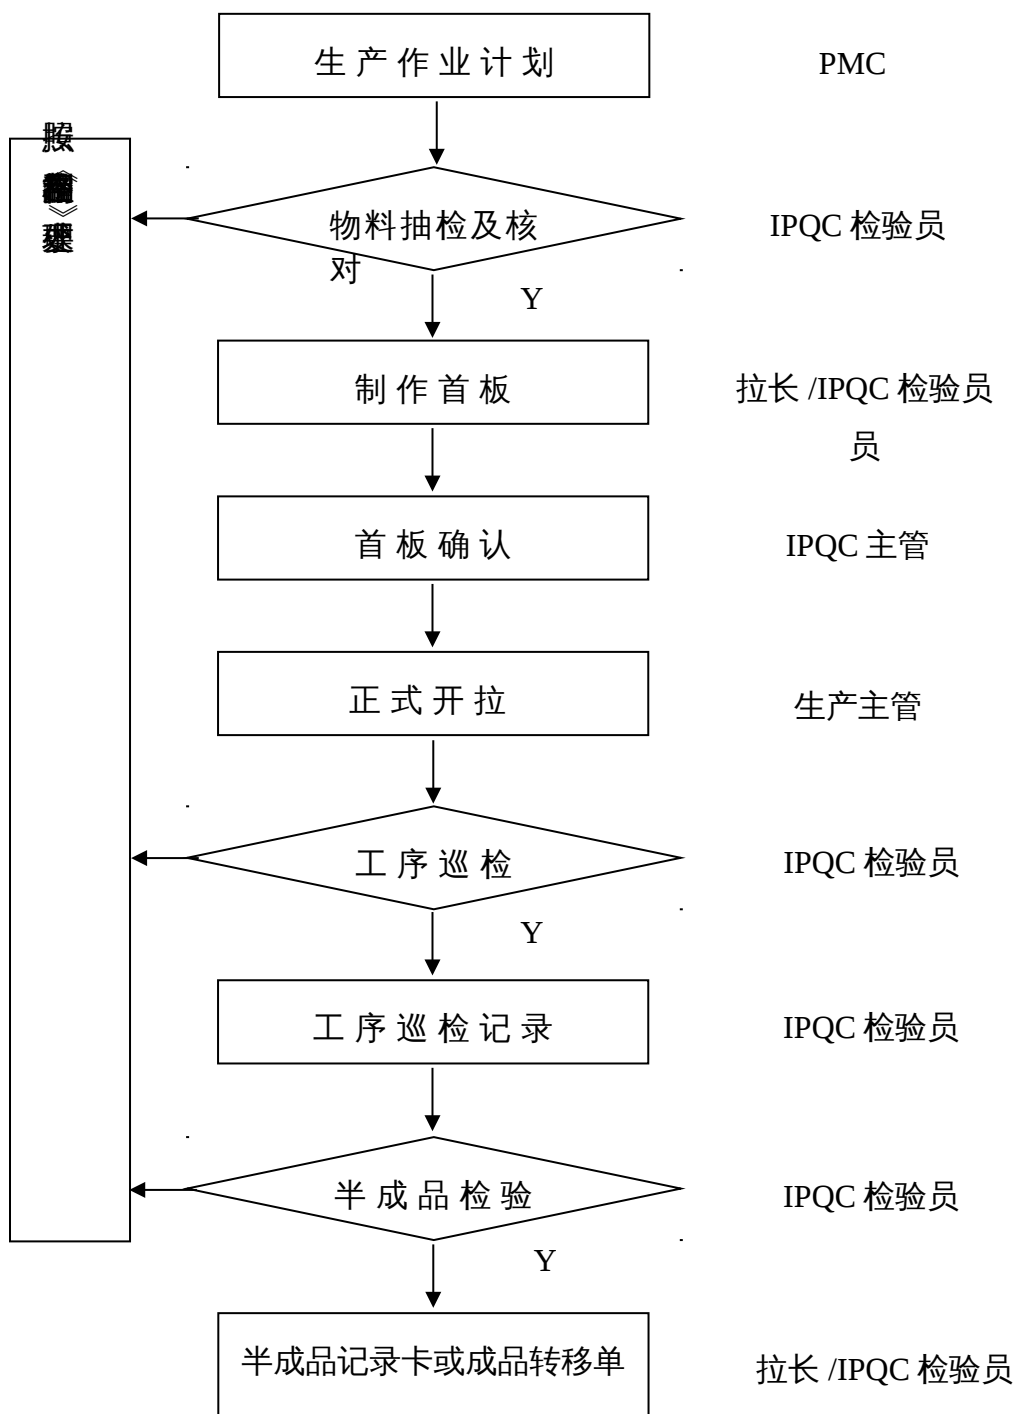 生产作业计划
PMC
物料抽检及核
对
IPQC 检验员
Y
制作首板
拉长 /IPQC 检验员
员
首板确认
IPQC 主管
正式开拉
生产主管
工序巡检
IPQC 检验员
Y
工序巡检记录
IPQC 检验员
半成品检验
IPQC 检验员
Y
半成品记录卡或成品转移单
拉长 /IPQC 检验员
按照